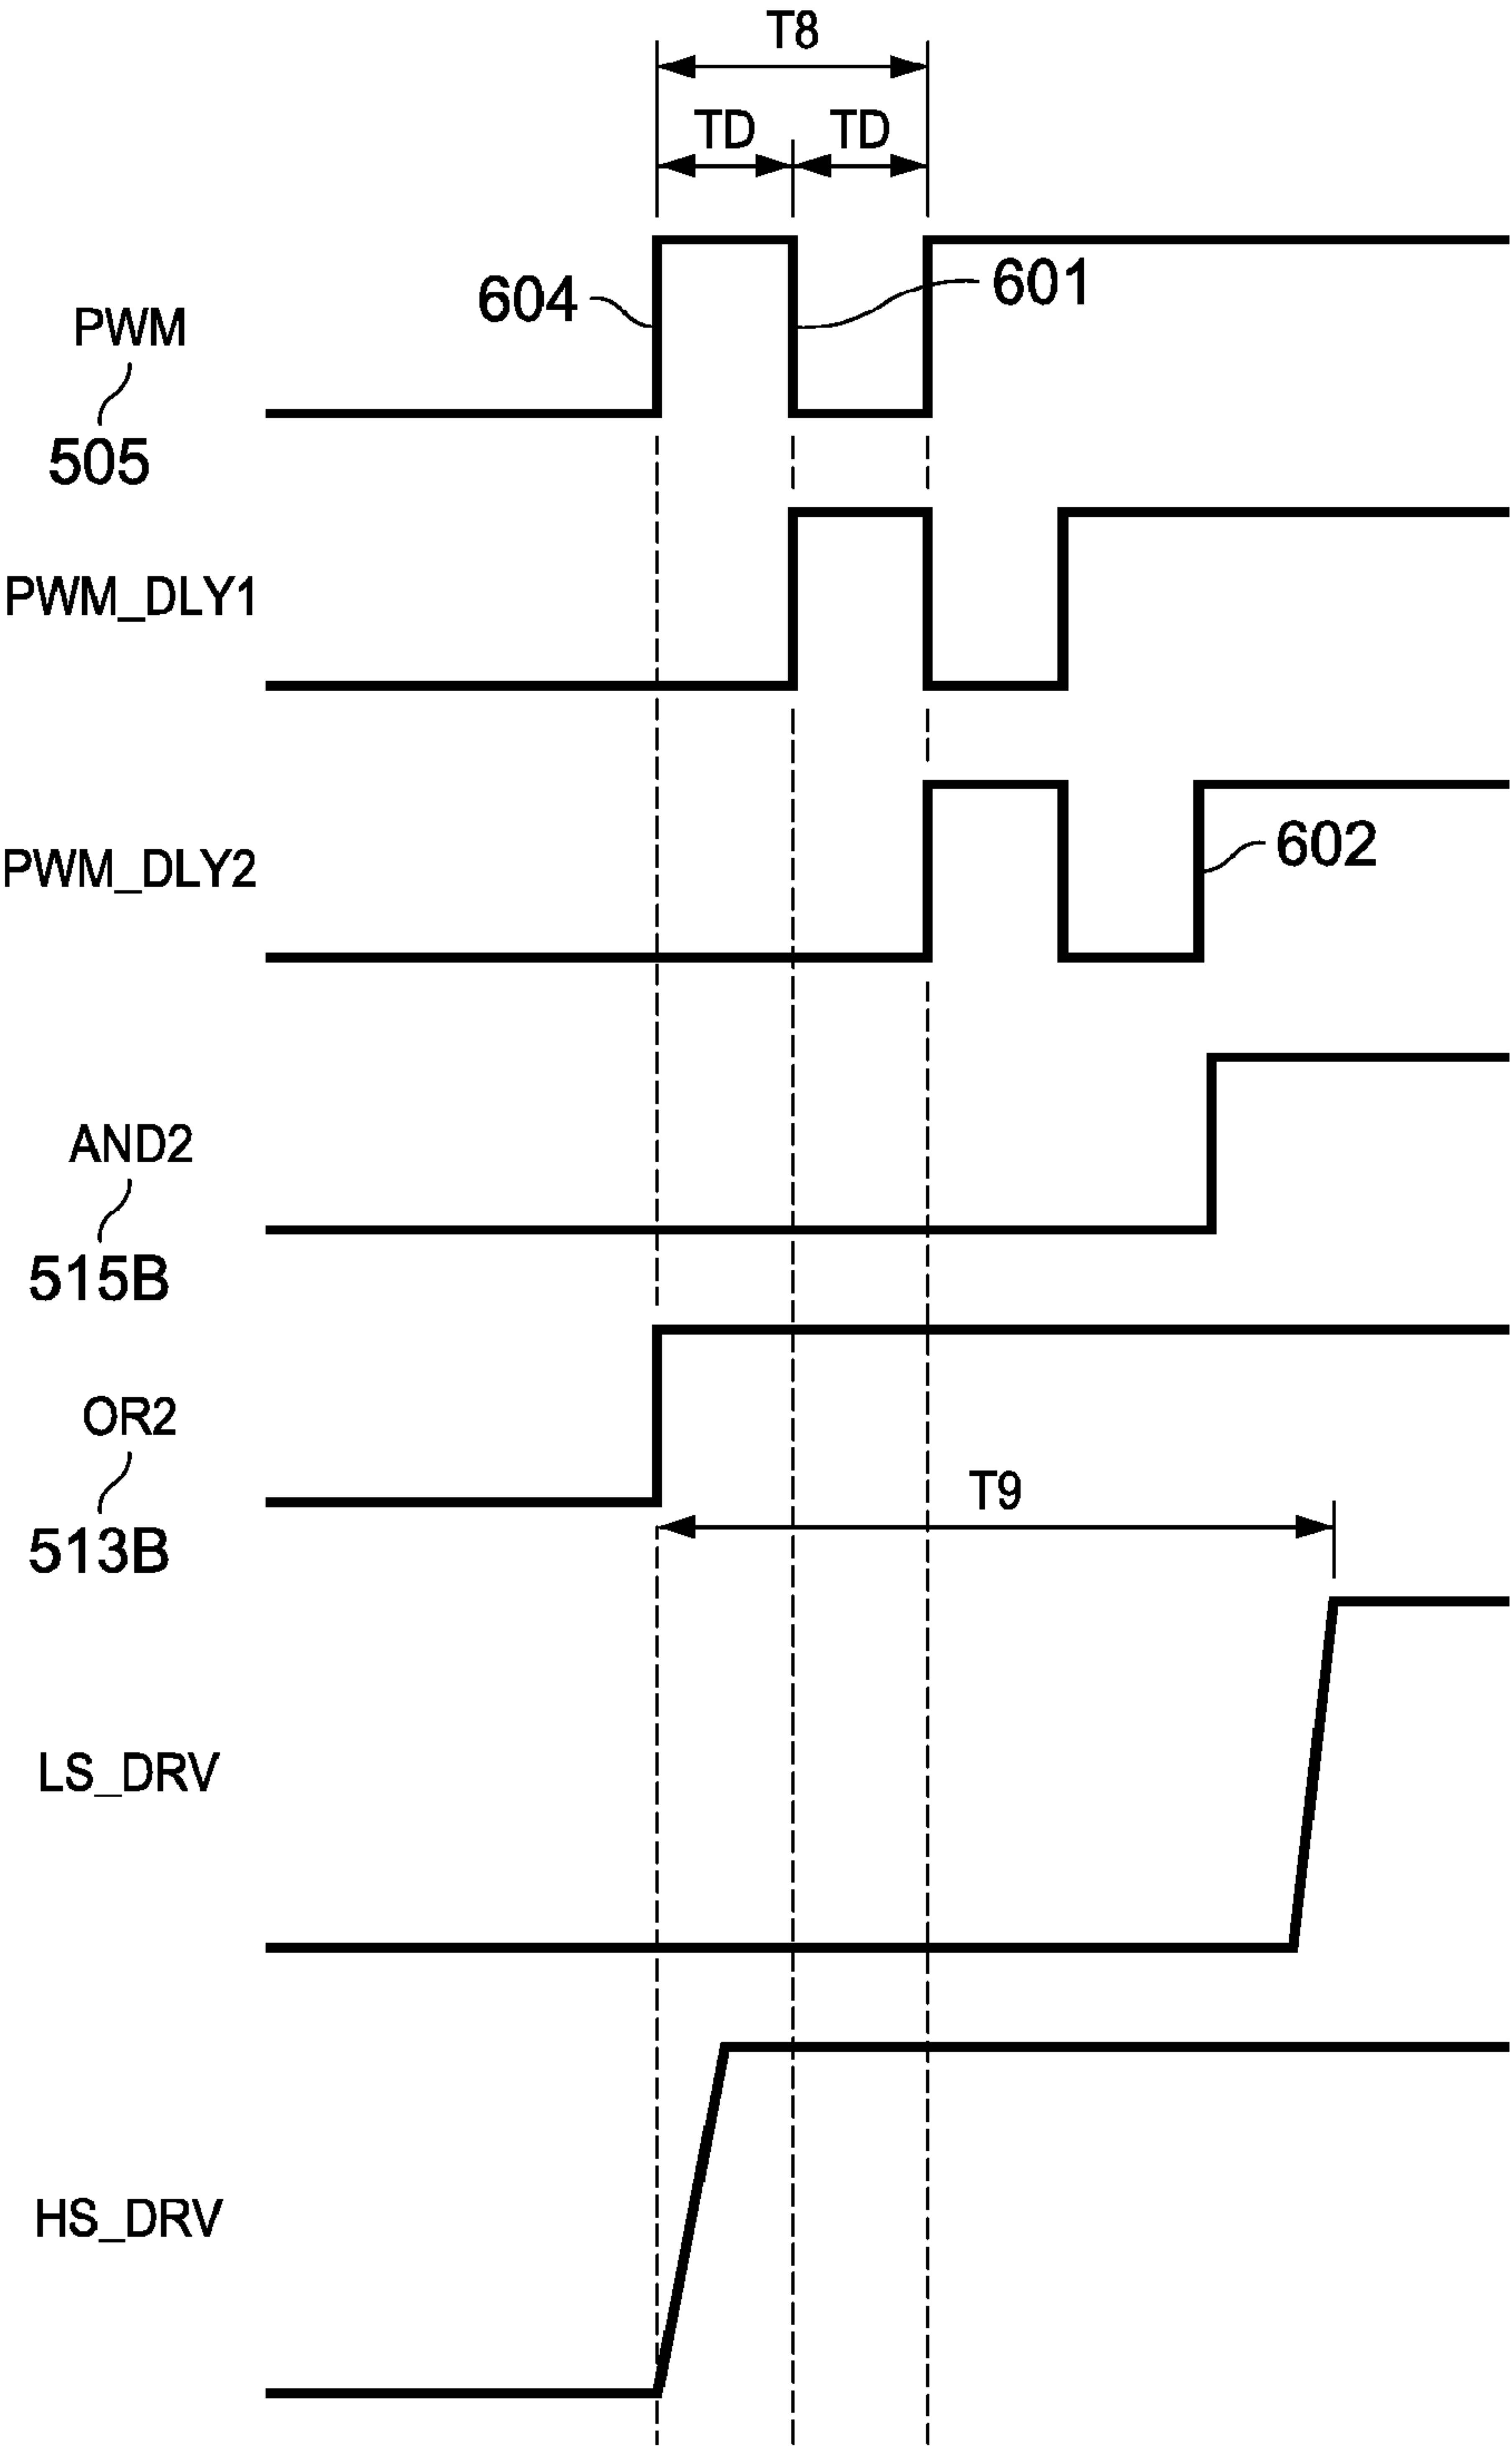 T8
TD TD
604
601
PWM
505
PWM_DLY1
PWM_DLY2
602
AND2
515B
OR2
513B
T9
LS_DRV
HS_DRV